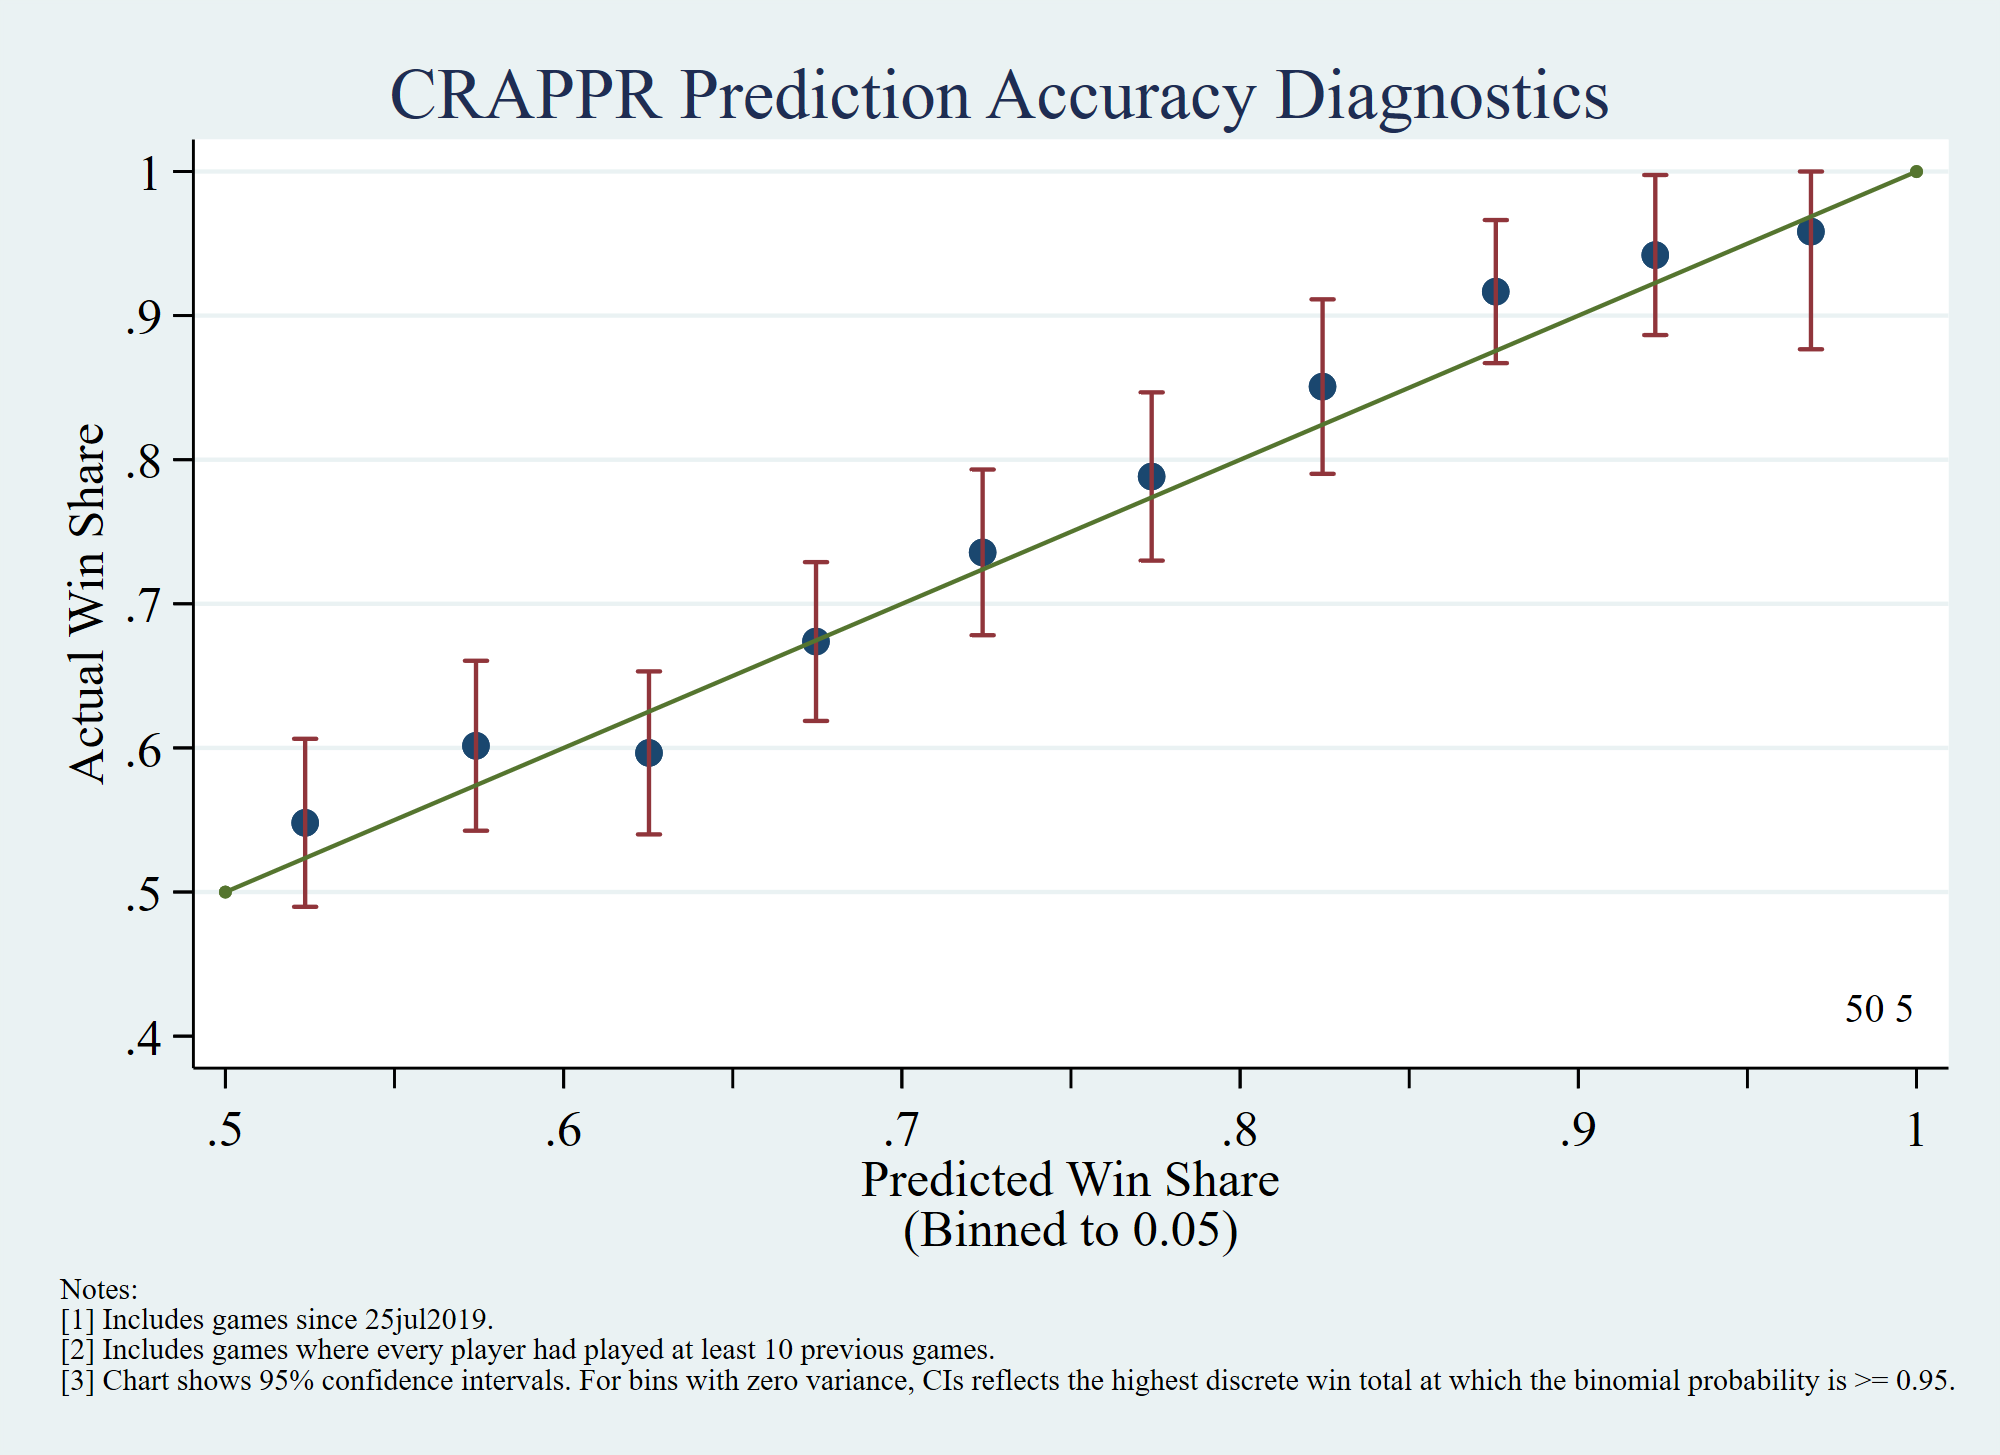 CRAPPR Prediction Accuracy Diagnostics
1
.9
.8
.7
.6
.5
.4
Actual Win Share
50 5
.5 .6 .7 .8 .9 1
Predicted Win Share
(Binned to 0.05)
Notes:
[1] Includes games since 25jul2019.
[2] Includes games where every player had played at least 10 previous games.
[3] Chart shows 95% confidence intervals. For bins with zero variance, CIs reflects the highest discrete win total at which the binomial probability is >= 0.95.